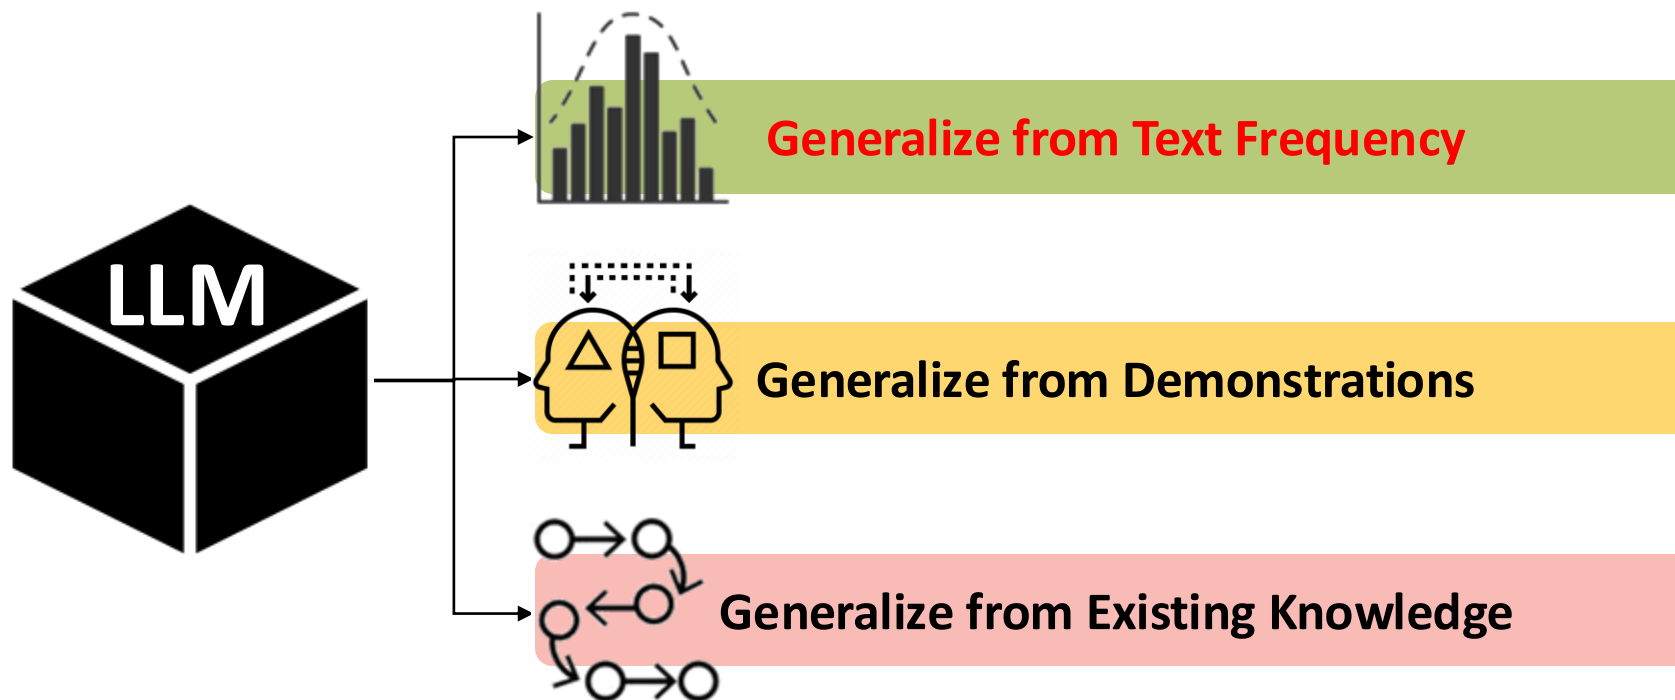 LLM
Generalize from Text Frequency
Generalize from Demonstrations
Generalize from Existing Knowledge